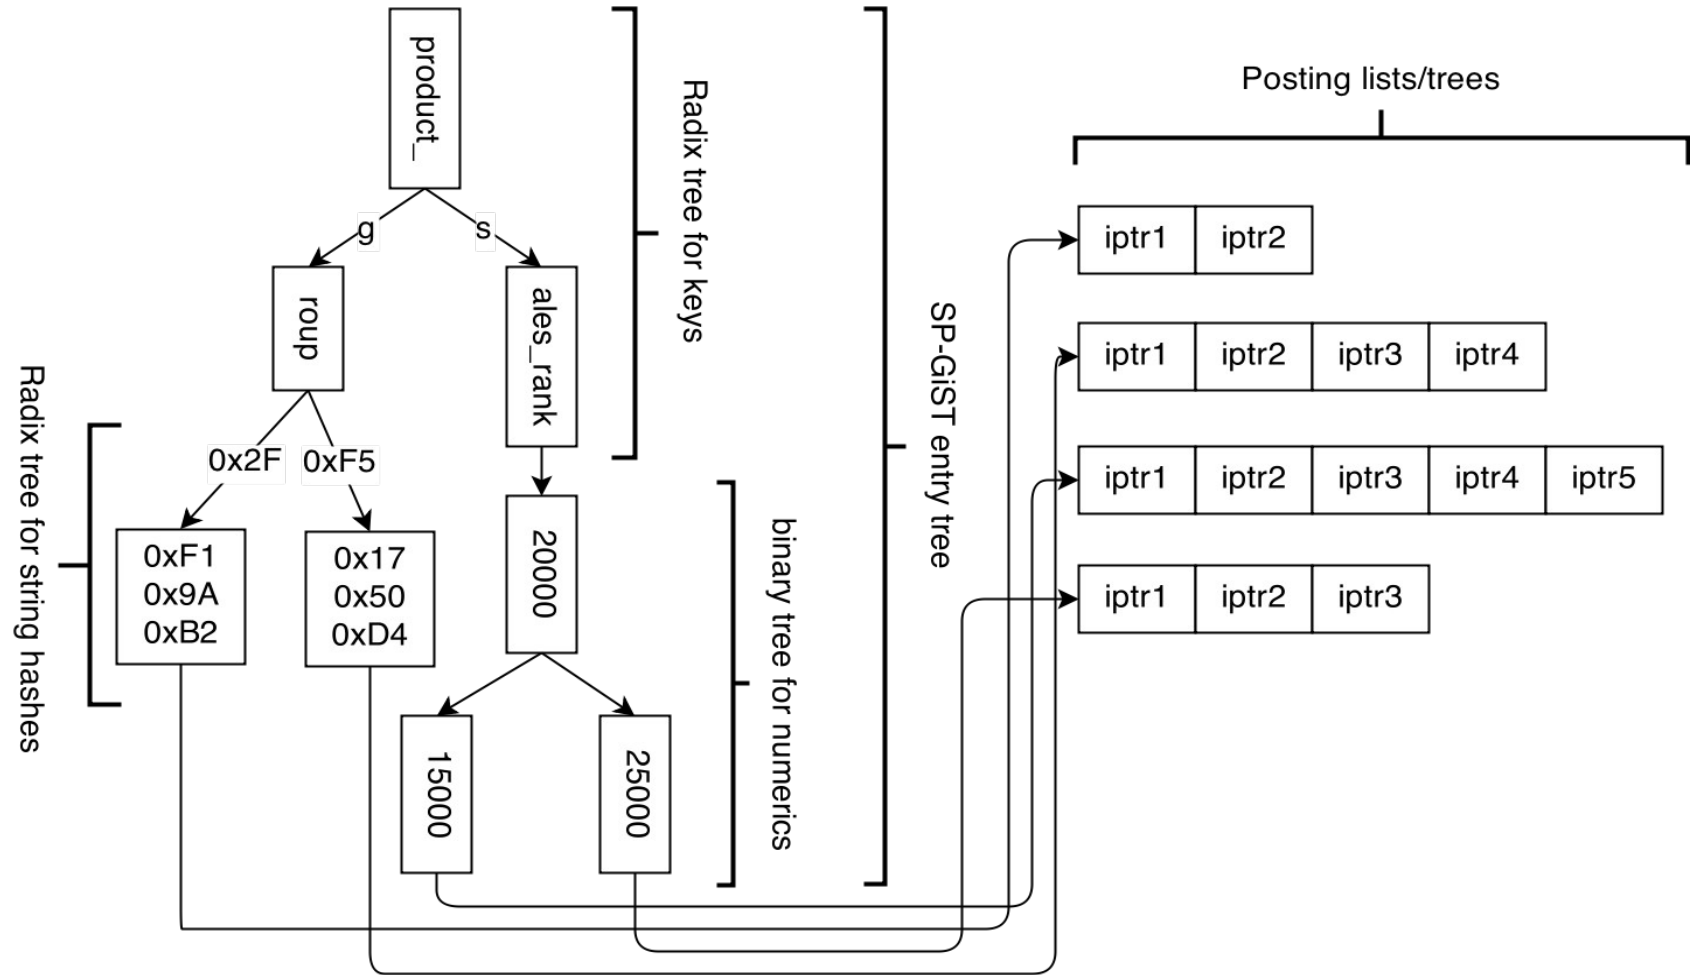 product_
g
s
roup
ales_rank
0x2F
0xF5
0xF1
0x9A
0xB2
0x17
0x50
0xD4
20000
15000
25000
Radix tree for string hashes
Radix tree for keys
binary tree for numerics
SP-GiST entry tree
Posting lists/trees
iptr1 iptr2
iptr1 iptr2 iptr3 iptr4
iptr1 iptr2 iptr3 iptr4 iptr5
iptr1 iptr2 iptr3